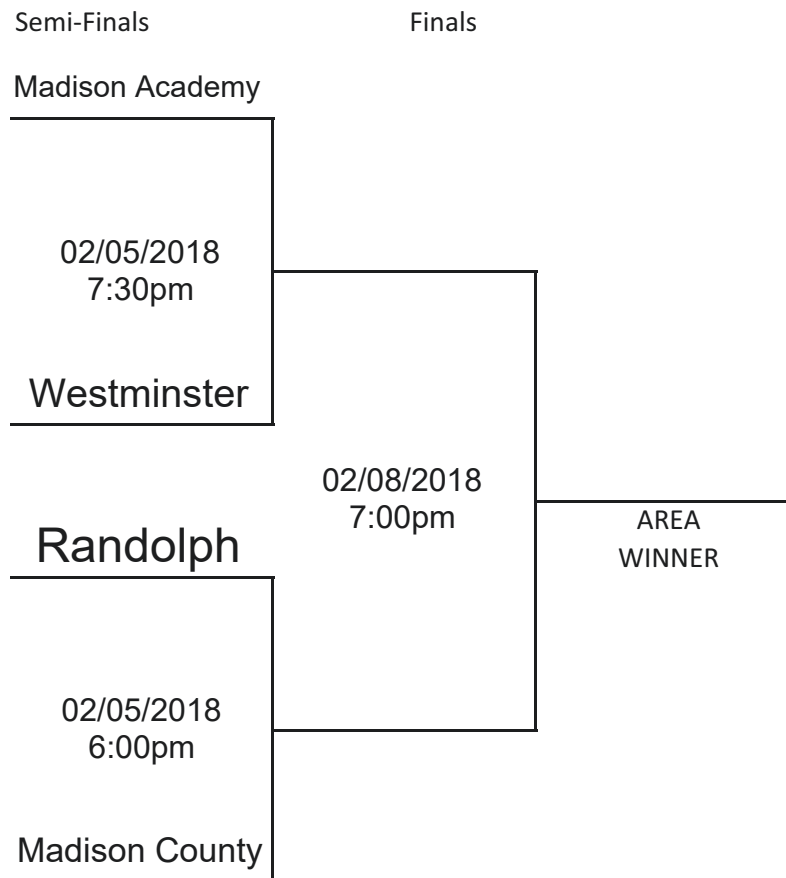 Semi-Finals
Finals
Madison Academy
02/05/2018
7:30pm
Westminster
02/08/2018
7:00pm
AREA
WINNER
Randolph
02/05/2018
6:00pm
Madison County